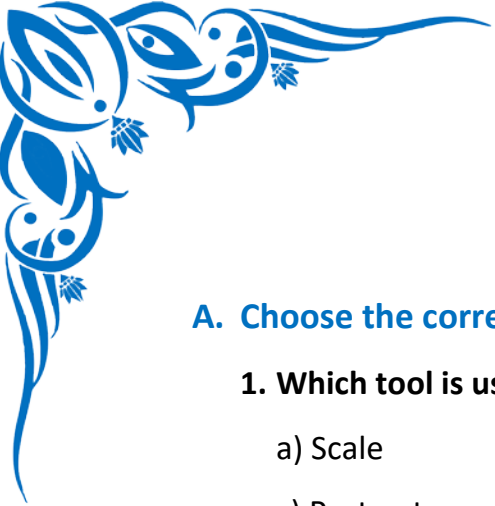 A. Choose the corre
1. Which tool is us
a) Scale